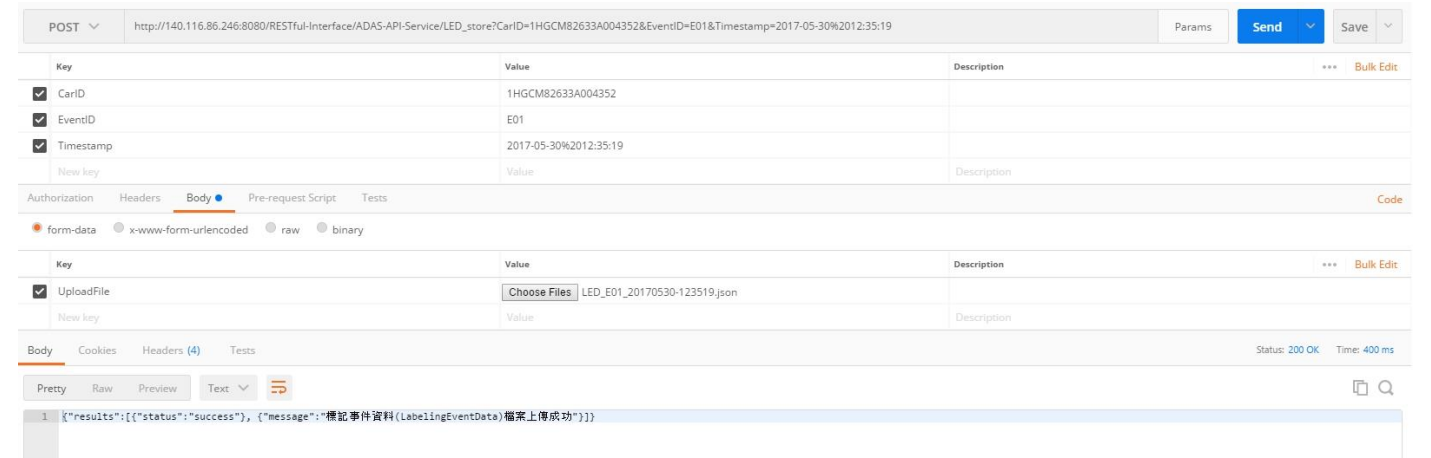 POST http://140.116.86.246:8080/RESTful-Interface/ADAS-API-Service/LED_store?CarID=1HGCM82633A004352&EventID=E01&Timestamp=2017-05-30%2012:35:19 Params Send Save
Key Value Description ••• Bulk Edit
CarID 1HGCM82633A004352
EventID E01
Timestamp 2017-05-30%2012:35:19
New key Value Description
Authorization Headers Body Pre-request Script Tests Code
form-data x-www-form-urlencoded raw binary
Key Value Description ••• Bulk Edit
UploadFile Choose Files LED_E01_20170530-123519.json
New key Value Description
Body Cookies Headers (4) Tests Status: 200 OK Time: 400 ms
Pretty Raw Preview Text
1 {"results":[{"status":"success"}, {"message":"標記事件資料(LabelingEventData)檔案上傳成功"}]}